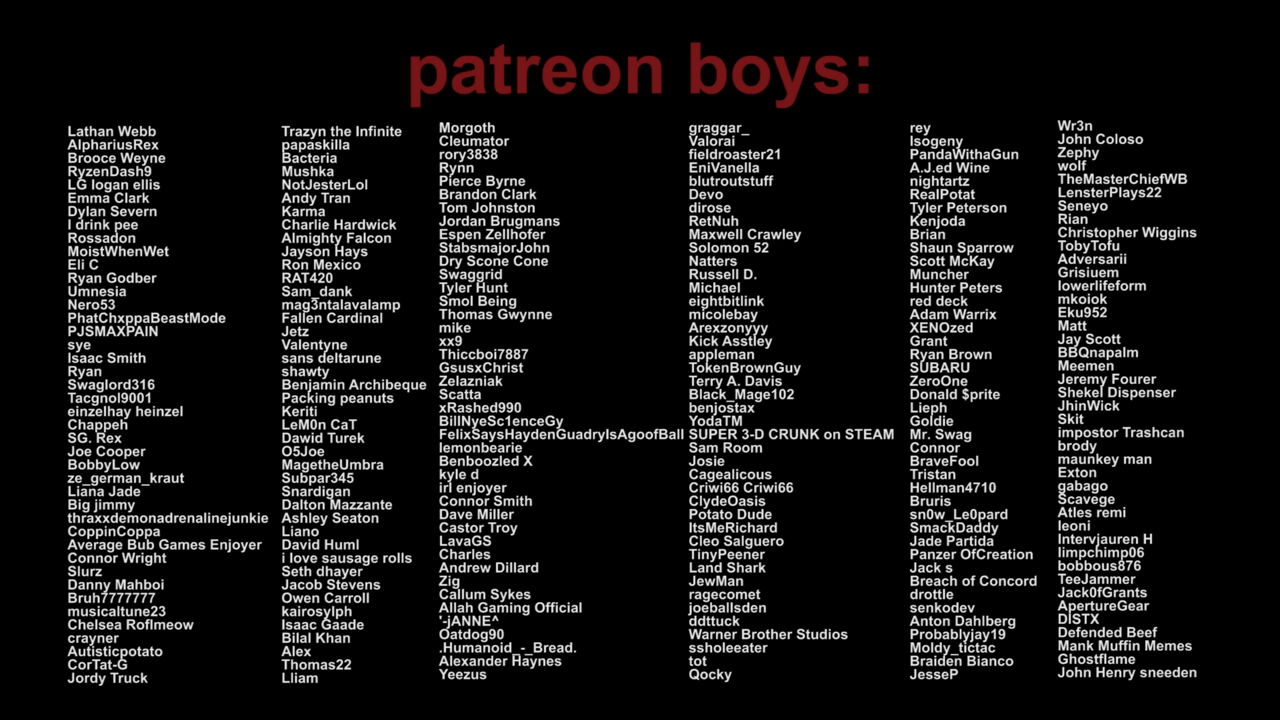 patreon boys:
Lathan Webb
AlphariusRex
Brooce Weyne
RyzenDash9
LG logan ellis
Emma Clark
Dylan Severn
I drink pee
Rossadon
MoistWhenWet
Eli C
Ryan Godber
Umnesia
Nero53
PhatChxppaBeastMode
PJSMAXPAIN
sye
Isaac Smith
Ryan
Swaglord316
Tacgnol9001
einzelhay heinzel
Chappeh
SG. Rex
Joe Cooper
BobbyLow
ze_german_kraut
Liana Jade
Big jimmy
thraxxdemonadrenalinejunkie
CoppinCoppa
Average Bub Games Enjoyer
Connor Wright
Slurz
Danny Mahboi
Bruh7777777
musicaltune23
Chelsea Roflmeow
crayner
Autisticpotato
CorTat-G
Jordy Truck
Trazyn the Infinite
papaskilla
Bacteria
Mushka
NotJesterLol
Andy Tran
Karma
Charlie Hardwick
Almighty Falcon
Jayson Hays
Ron Mexico
RAT420
Sam_dank
mag3ntalavalamp
Fallen Cardinal
Jetz
Valentyne
sans deltarune
shawty
Benjamin Archibeque
Packing peanuts
Keriti
LeM0n CaT
Dawid Turek
O5Joe
MagetheUmbra
Subpar345
Snardigan
Dalton Mazzante
Ashley Seaton
Liano
David Huml
i love sausage rolls
Seth dhayer
Jacob Stevens
Owen Carroll
kairosylph
Isaac Gaade
Bilal Khan
Alex
Thomas22
Lliam
Morgoth
Cleumator
rory3838
Rynn
Pierce Byrne
Brandon Clark
Tom Johnston
Jordan Brugmans
Espen Zellhofer
StabsmajorJohn
Dry Scone Cone
Swaggrid
Tyler Hunt
Smol Being
Thomas Gwynne
mike
xx9
Thiccboi7887
GsusxChrist
Zelazniak
Scatta
xRashed990
BillNyeSc1enceGy
FelixSaysHaydenGuadryIsAgoofBall
lemonbearie
Benboozled X
kyle d
irl enjoyer
Connor Smith
Dave Miller
Castor Troy
LavaGS
Charles
Andrew Dillard
Zig
Callum Sykes
Allah Gaming Official
'-jANNE^
Oatdog90
.Humanoid_-_Bread.
Alexander Haynes
Yeezus
graggar_
Valorai
fieldroaster21
EniVanella
blutroutstuff
Devo
dirose
RetNuh
Maxwell Crawley
Solomon 52
Natters
Russell D.
Michael
eightbitlink
micolebay
Arexzonyyy
Kick Asstley
appleman
TokenBrownGuy
Terry A. Davis
Black_Mage102
benjostax
YodaTM
SUPER 3-D CRUNK on STEAM
Sam Room
Josie
Cagealicous
Criwi66 Criwi66
ClydeOasis
Potato Dude
ItsMeRichard
Cleo Salguero
TinyPeener
Land Shark
JewMan
ragecomet
joeballsden
ddttuck
Warner Brother Studios
ssholeeater
tot
Qocky
rey
Isogeny
PandaWithaGun
A.J.ed Wine
nightartz
RealPotat
Tyler Peterson
Kenjoda
Brian
Shaun Sparrow
Scott McKay
Muncher
Hunter Peters
red deck
Adam Warrix
XENOzed
Grant
Ryan Brown
SUBARU
ZeroOne
Donald $prite
Lieph
Goldie
Mr. Swag
Connor
BraveFool
Tristan
Hellman4710
Bruris
sn0w_Le0pard
SmackDaddy
Jade Partida
Panzer OfCreation
Jack s
Breach of Concord
drottle
senkodev
Anton Dahlberg
Probablyjay19
Moldy_tictac
Braiden Bianco
JesseP
Wr3n
John Coloso
Zephy
wolf
TheMasterChiefWB
LensterPlays22
Seneyo
Rian
Christopher Wiggins
TobyTofu
Adversarii
Grisiuem
lowerlifeform
mkoiok
Eku952
Matt
Jay Scott
BBQnapalm
Meemen
Jeremy Fourer
Shekel Dispenser
JhinWick
Skit
impostor Trashcan
brody
maunkey man
Exton
gabago
Scavege
Atles remi
leoni
Intervjauren H
limpchimp06
bobbous876
TeeJammer
Jack0fGrants
ApertureGear
DISTX
Defended Beef
Mank Muffin Memes
Ghostflame
John Henry sneeden